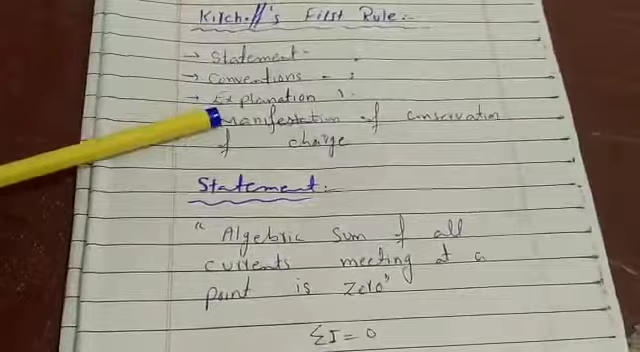 Kirchoff's First Rule:-
→ Statement-
→ Conventions - :
→ Explanation :
Manifestation of conservation
of charge
Statement:-
"Algebric sum of all
currents meeting at a
point is zero"
ΣI = 0